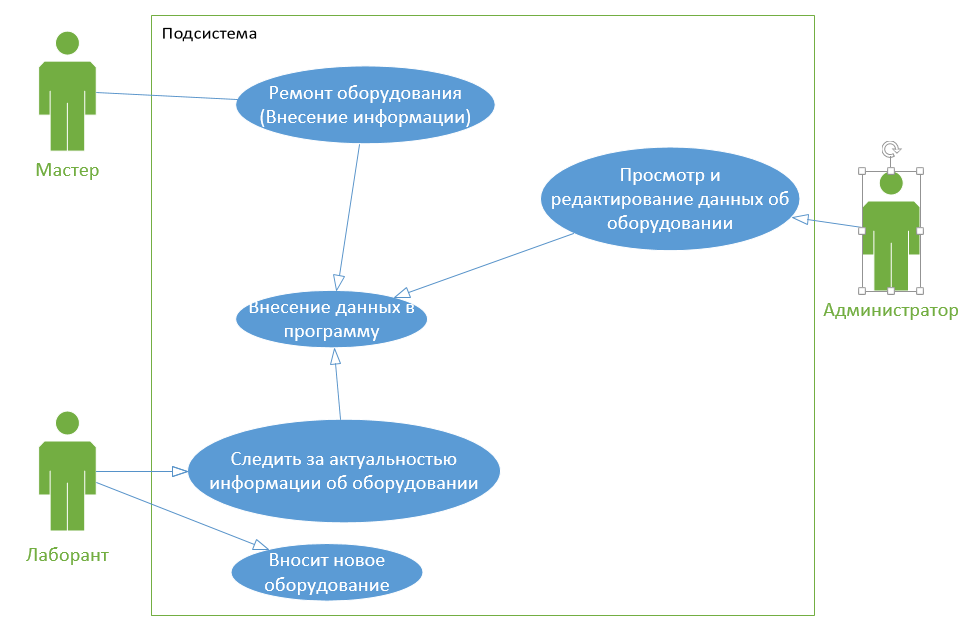 Подсистема
Ремонт оборудования
(Внесение информации)
Мастер
Просмотр и
редактирование данных об
оборудовании
Администратор
Внесение данных в
программу
Следить за актуальностью
информации об оборудовании
Лаборант
Вносит новое
оборудование